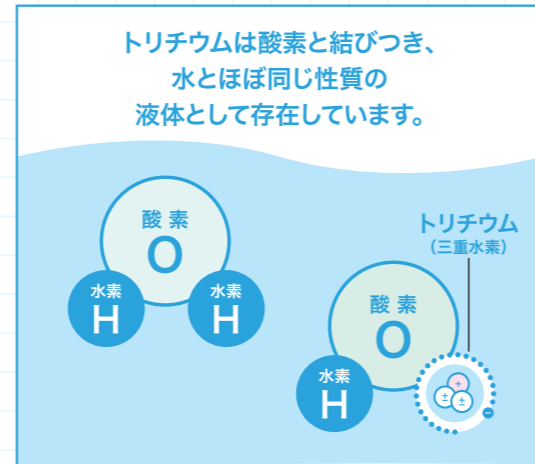 トリチウムは酸素と結びつき、
水とほぼ同じ性質の
液体として存在しています。
酸素
O
水素
H
水素
H
トリチウム
（三重水素）
酸素
O
水素
H
+
±
±
−